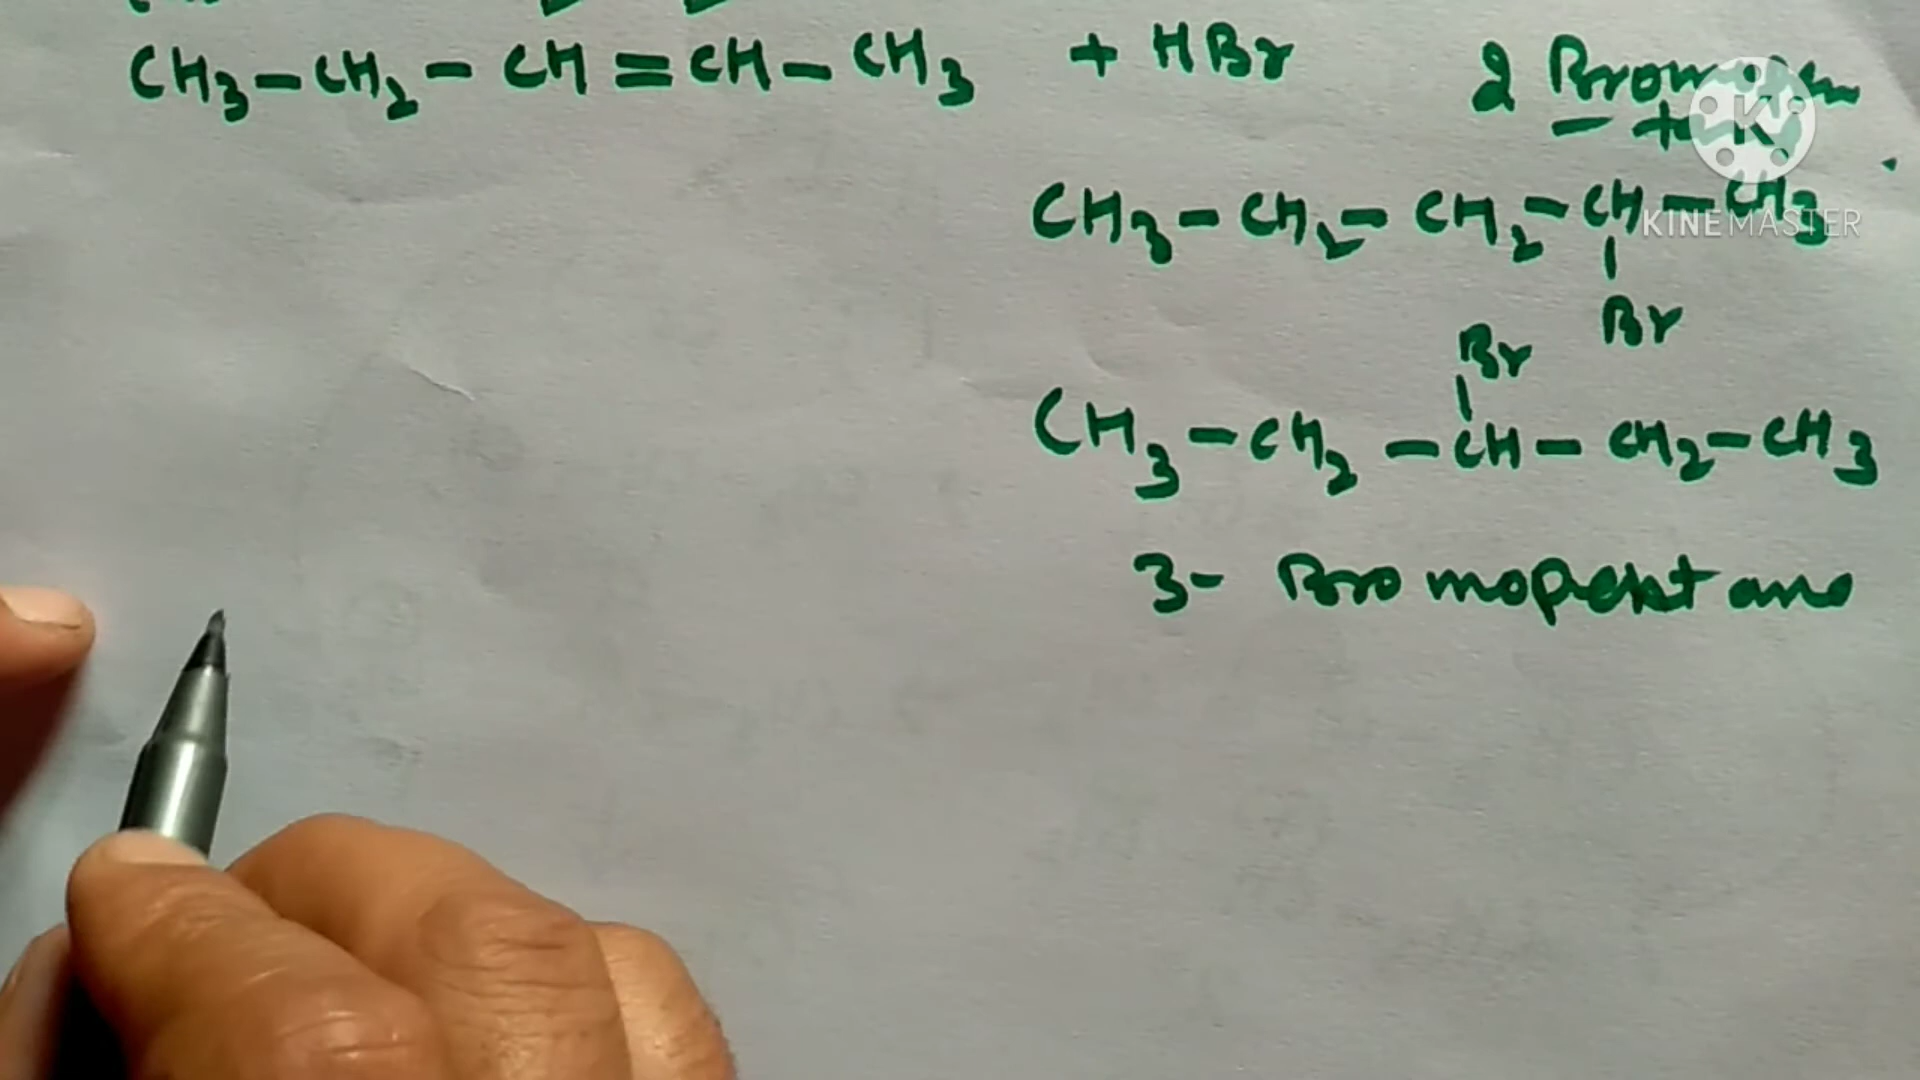 CH3-CH2-CH=CH-CH3 + HBr 2
CH3-CH2-CH2-CH-CH3
Br
KINEMASTER
Br
CH3-CH2-CH-CH2-CH3
3- Bromopentane